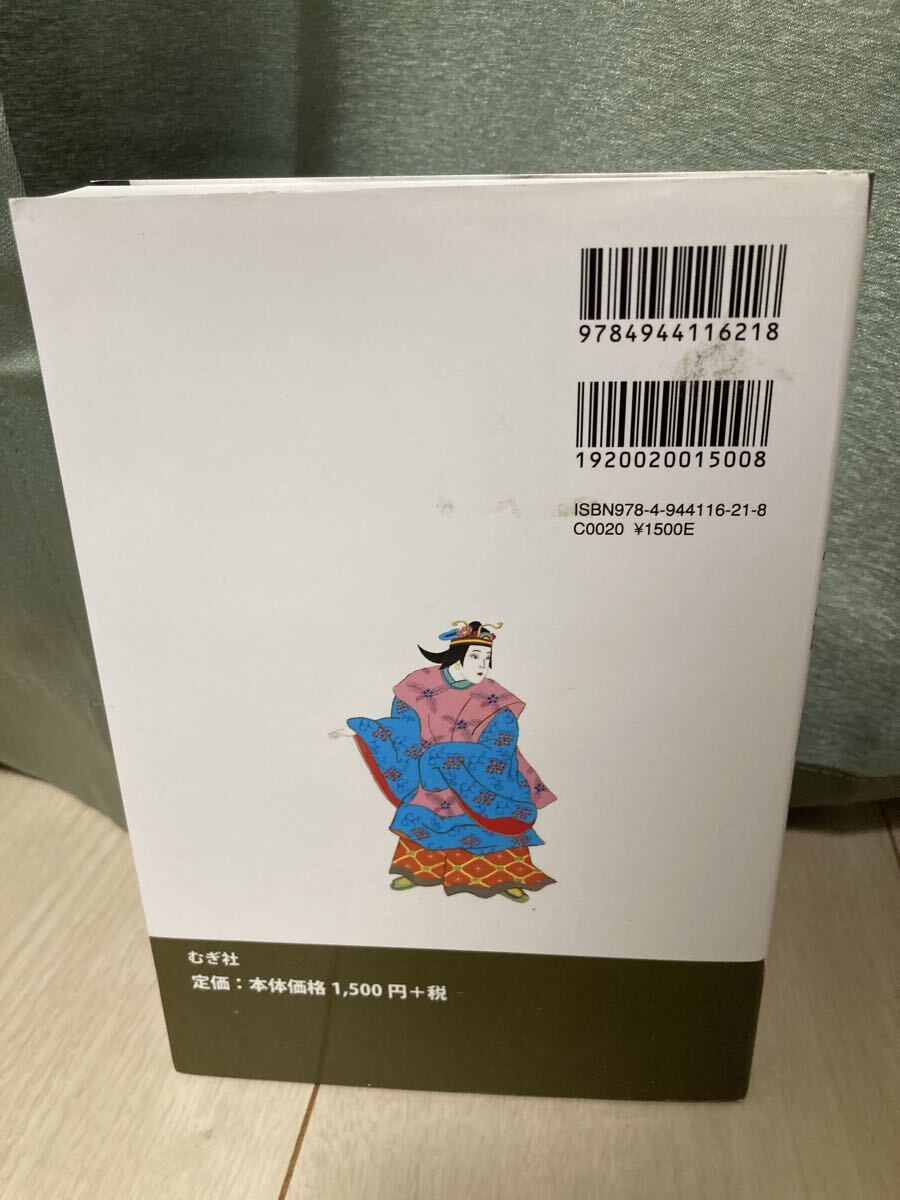 9784944116218
1920020015008
ISBN978-4-944116-21-8
C0020 ¥1500E
むぎ社
定価：本体価格 1,500 円＋税